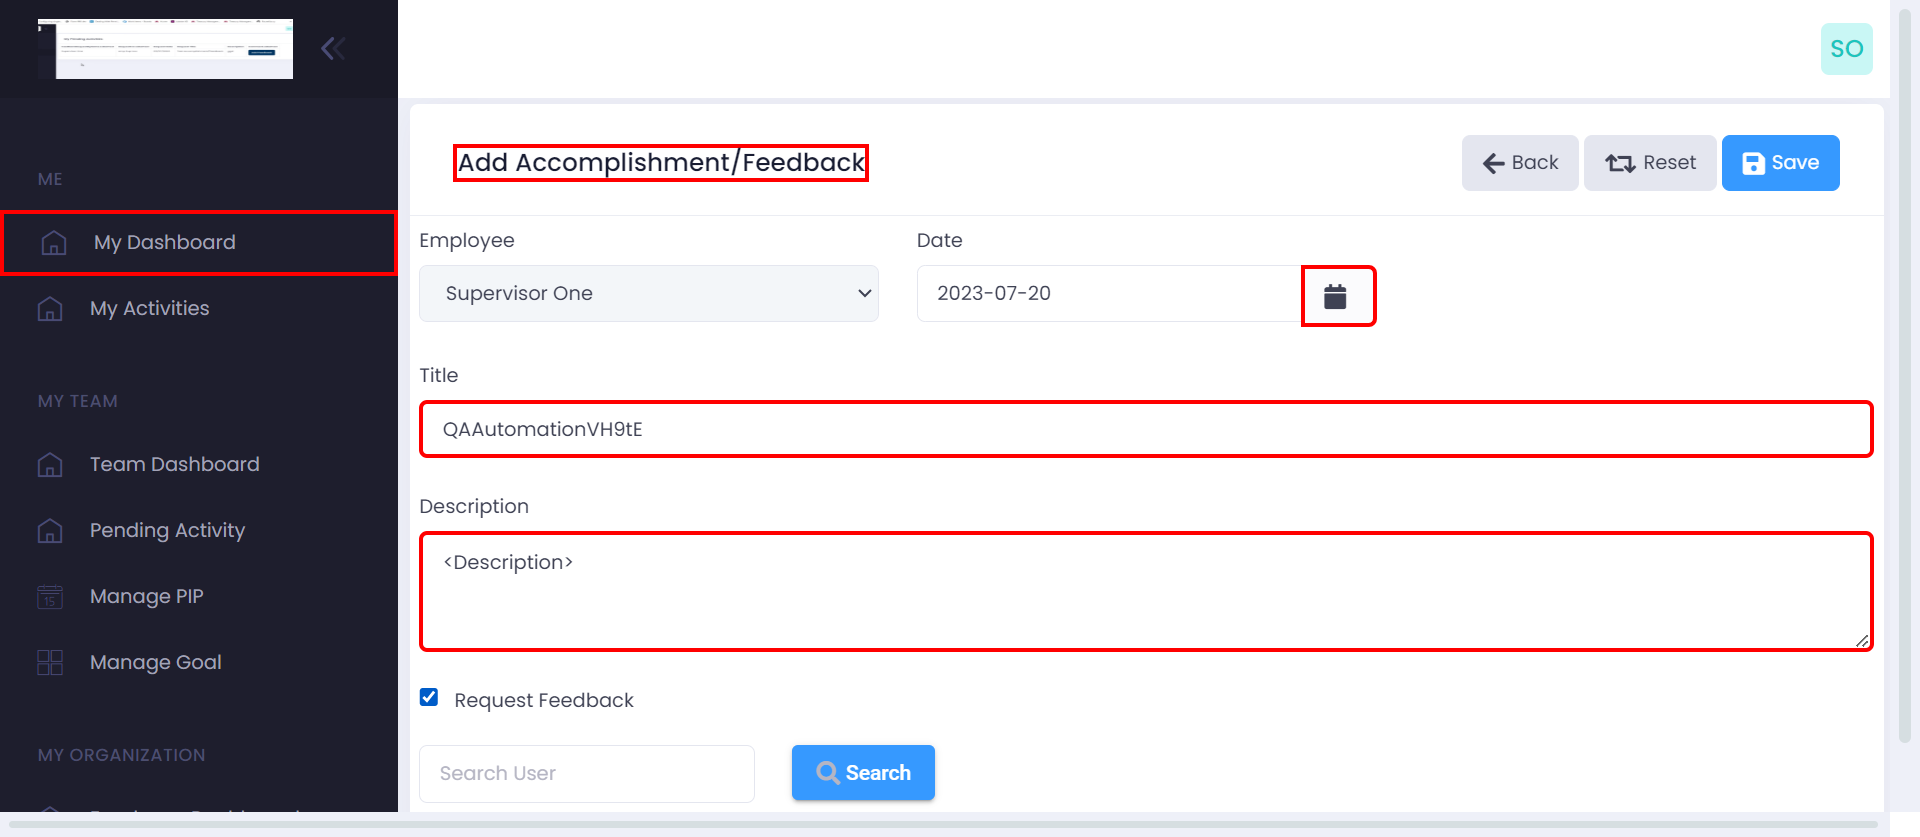 SO
ME
My Dashboard
My Activities
MY TEAM
Team Dashboard
Pending Activity
15
Manage PIP
Manage Goal
MY ORGANIZATION
Add Accomplishment/Feedback
Back
Reset
Save
Employee
Date
Supervisor One
2023-07-20
Title
QAAutomationVH9tE
Description
<Description>
Request Feedback
Search User
Search